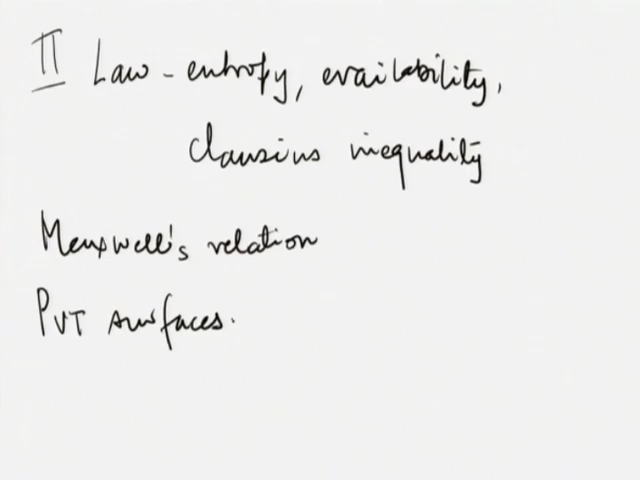 II Law - entropy, availability,
Clausius inequality
Maxwell's relation
PVT surfaces.